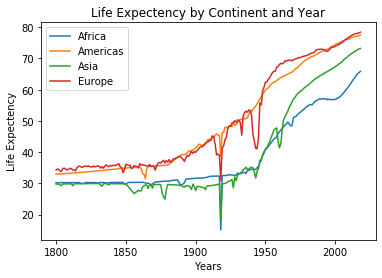 Life Expectency by Continent and Year
Africa
Americas
Asia
Europe
80
70
60
50
40
30
20
Life Expectency
1800
1850
1900
1950
2000
Years